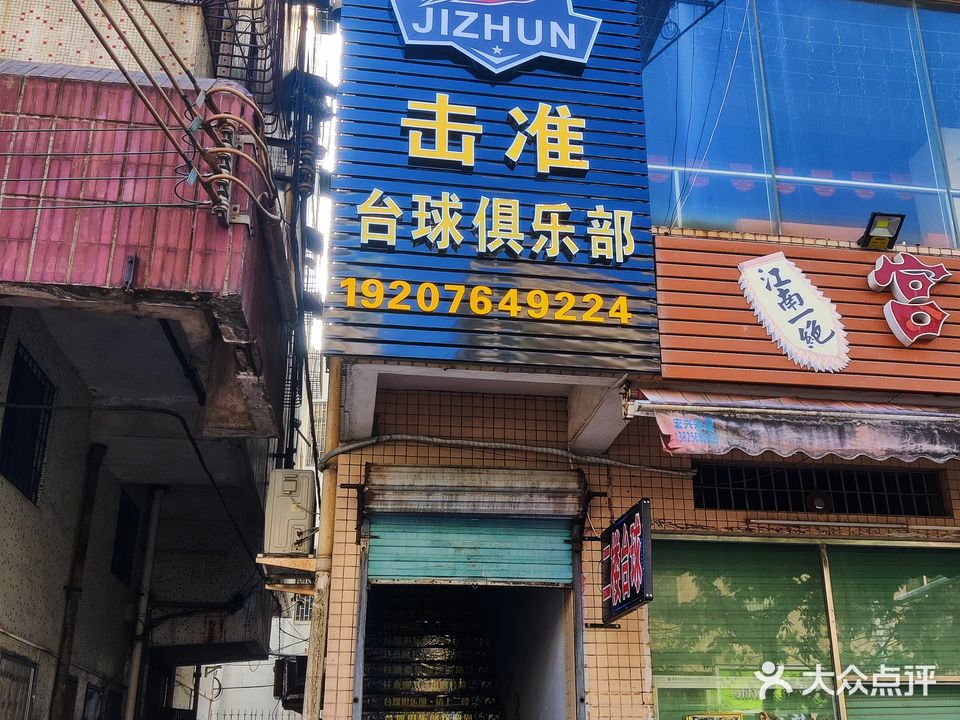 JIZHUN
击准
台球俱乐部
19207649224
江南一绝
宫
二楼台球
大众点评